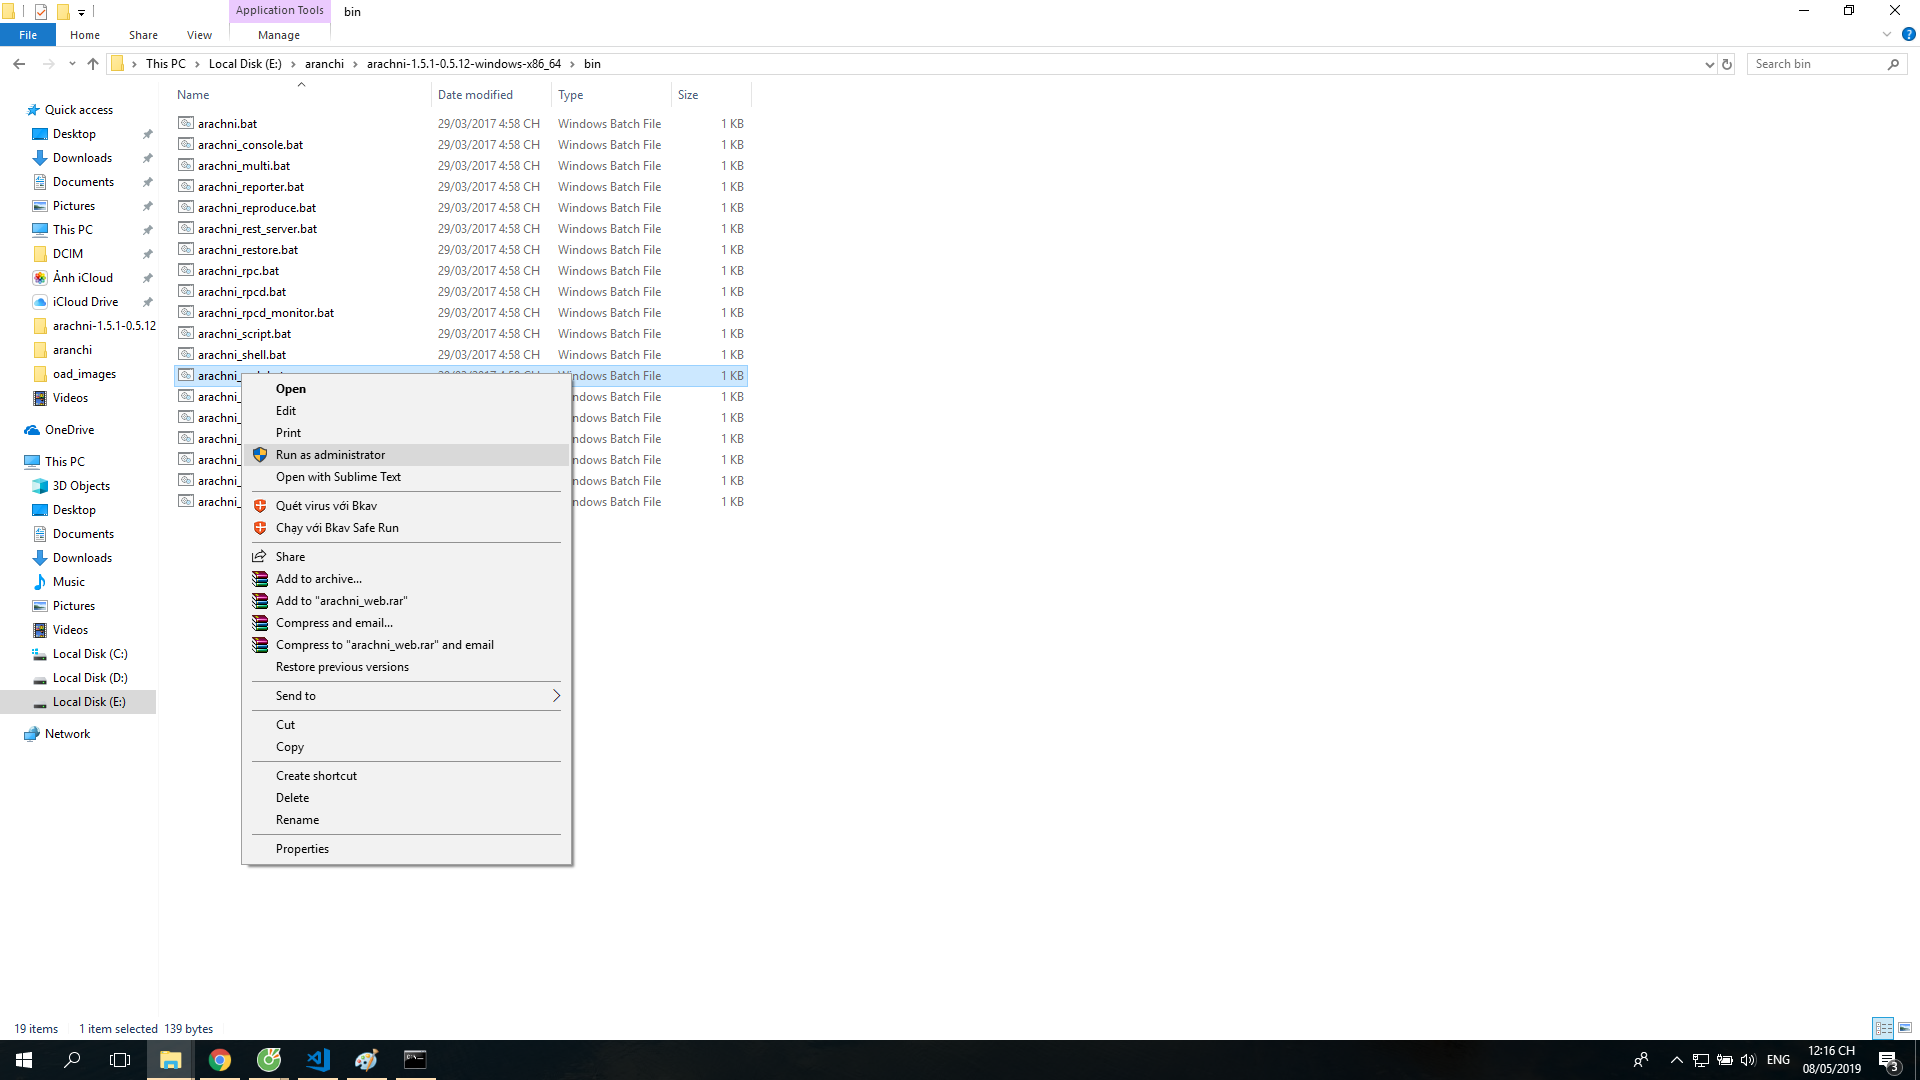 Application Tools
bin
File
Home
Share
View
Manage
This PC
Local Disk (E:)
aranchi
arachni-1.5.1-0.5.12-windows-x86_64
bin
Search bin
Name
Date modified
Type
Size
Quick access
Desktop
Downloads
Documents
Pictures
This PC
DCIM
Ảnh iCloud
iCloud Drive
arachni-1.5.1-0.5.12
aranchi
oad_images
Videos
OneDrive
This PC
3D Objects
Desktop
Documents
Downloads
Music
Pictures
Videos
Local Disk (C:)
Local Disk (D:)
Local Disk (E:)
Network
arachni.bat 29/03/2017 4:58 CH Windows Batch File 1 KB
arachni_console.bat 29/03/2017 4:58 CH Windows Batch File 1 KB
arachni_multi.bat 29/03/2017 4:58 CH Windows Batch File 1 KB
arachni_reporter.bat 29/03/2017 4:58 CH Windows Batch File 1 KB
arachni_reproduce.bat 29/03/2017 4:58 CH Windows Batch File 1 KB
arachni_rest_server.bat 29/03/2017 4:58 CH Windows Batch File 1 KB
arachni_restore.bat 29/03/2017 4:58 CH Windows Batch File 1 KB
arachni_rpc.bat 29/03/2017 4:58 CH Windows Batch File 1 KB
arachni_rpcd.bat 29/03/2017 4:58 CH Windows Batch File 1 KB
arachni_rpcd_monitor.bat 29/03/2017 4:58 CH Windows Batch File 1 KB
arachni_script.bat 29/03/2017 4:58 CH Windows Batch File 1 KB
arachni_shell.bat 29/03/2017 4:58 CH Windows Batch File 1 KB
arachni_ Windows Batch File 1 KB
arachni_ ndows Batch File 1 KB
arachni_ ndows Batch File 1 KB
arachni_ ndows Batch File 1 KB
arachni_ ndows Batch File 1 KB
arachni_ ndows Batch File 1 KB
arachni_ ndows Batch File 1 KB
Open
Edit
Print
Run as administrator
Open with Sublime Text
Quét virus với Bkav
Chạy với Bkav Safe Run
Share
Add to archive...
Add to "arachni_web.rar"
Compress and email...
Compress to "arachni_web.rar" and email
Restore previous versions
Send to
Cut
Copy
Create shortcut
Delete
Rename
Properties
19 items
1 item selected 139 bytes
ENG
12:16 CH
08/05/2019
3